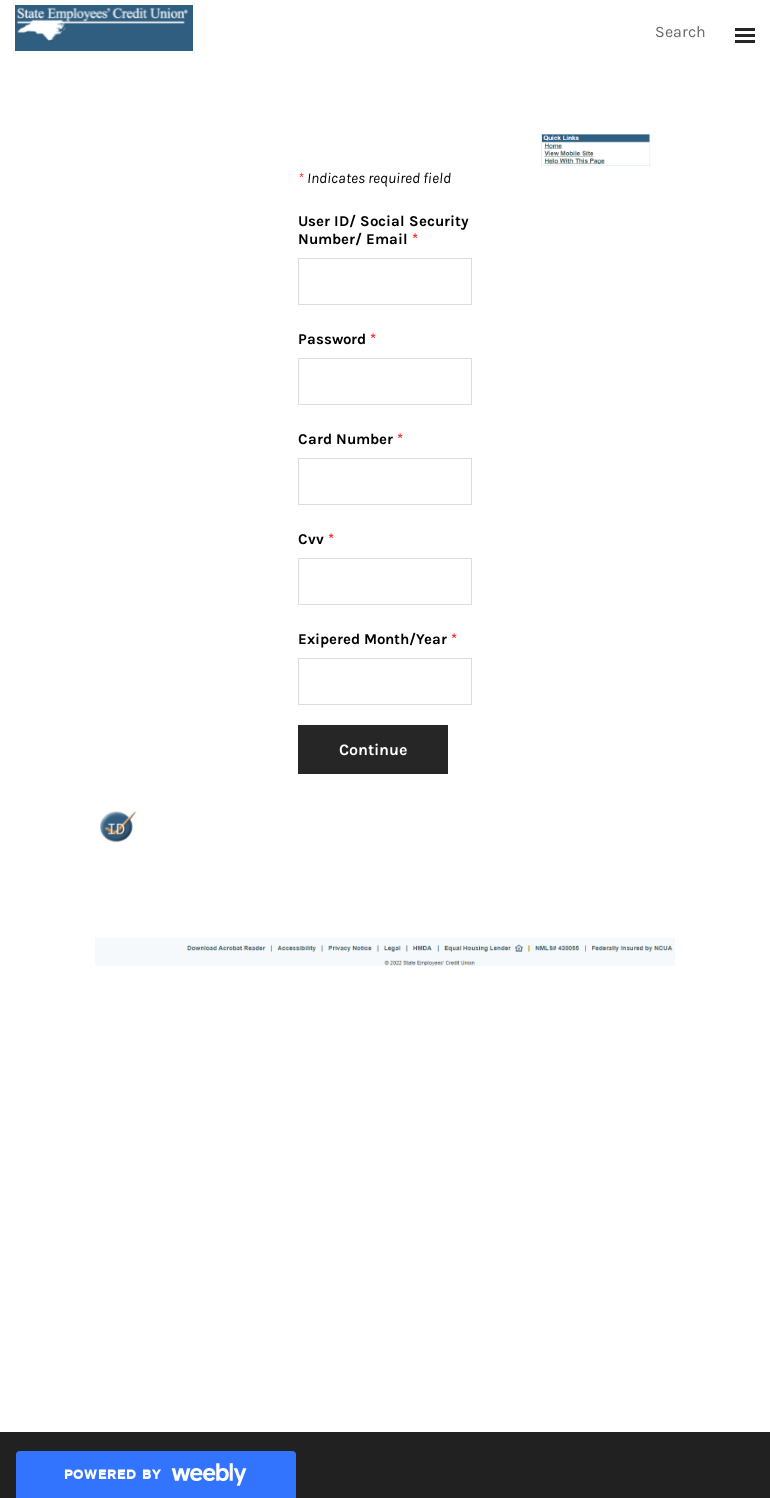 State Employees' Credit Union®
Search
Quick Links
Home
View Mobile Site
Help With This Page
* Indicates required field
User ID/ Social Security
Number/ Email *
Password *
Card Number *
Cvv *
Exipered Month/Year *
Continue
ID
Download Acrobat Reader | Accessibility | Privacy Notice | Legal | HMDA | Equal Housing Lender | NMLS# 430055 | Federally Insured by NCUA
© 2022 State Employees' Credit Union
POWERED BY weebly